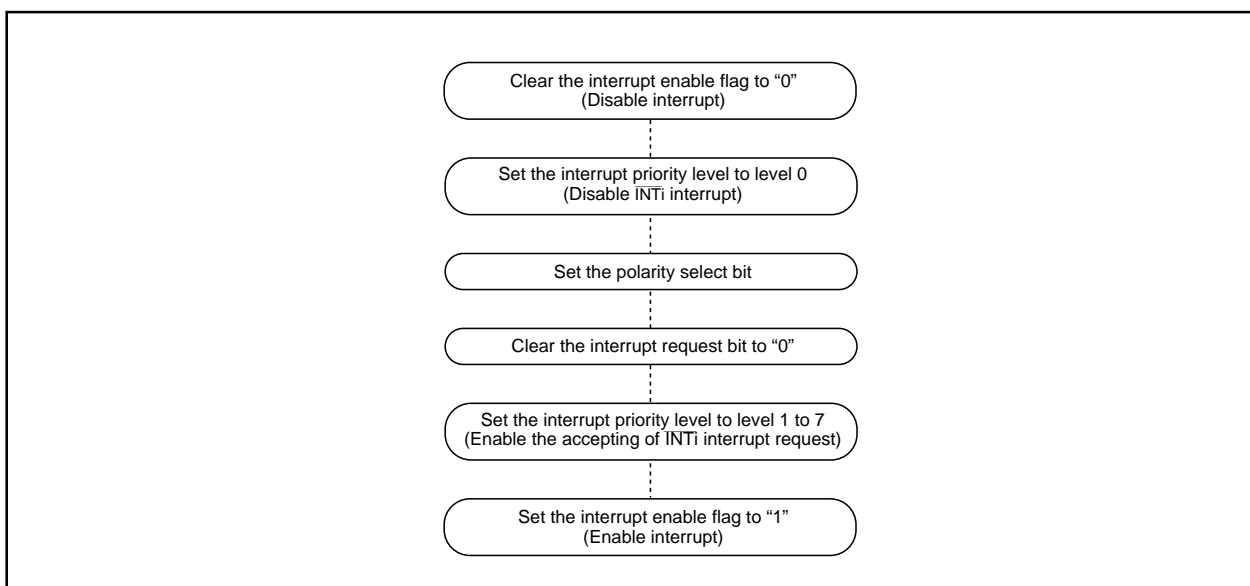 Clear the interrupt enable flag to “0”
(Disable interrupt)
Set the interrupt priority level to level 0
(Disable INTi interrupt)
Set the polarity select bit
Clear the interrupt request bit to “0”
Set the interrupt priority level to level 1 to 7
(Enable the accepting of INTi interrupt request)
Set the interrupt enable flag to “1”
(Enable interrupt)